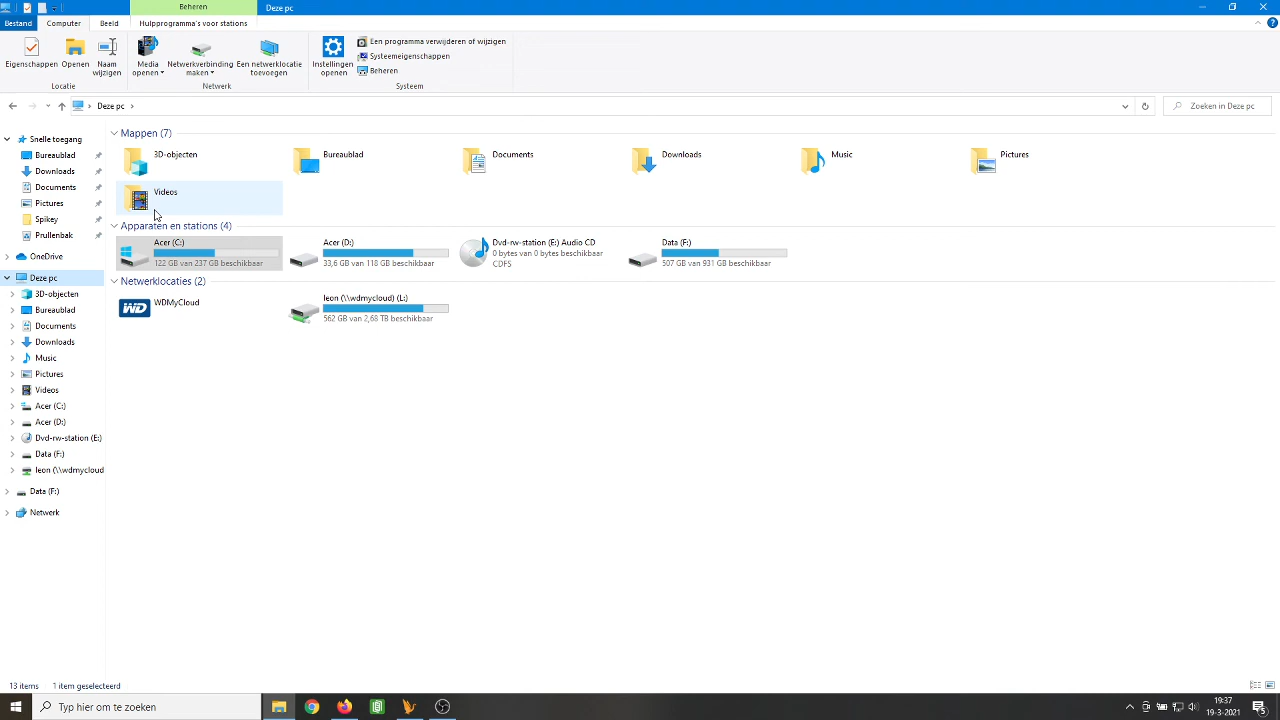 Beheren Deze pc
Bestand Computer Beeld Hulpprogramma's voor stations
Eigenschappen Openen Naam wijzigen
Media openen Netwerkverbinding maken Een netwerklocatie toevoegen
Instellingen openen
Een programma verwijderen of wijzigen
Systeemeigenschappen
Beheren
Locatie Netwerk Systeem
Deze pc Zoeken in Deze pc
Snelle toegang
Bureaublad
Downloads
Documents
Pictures
Spikey
Prullenbak
OneDrive
Deze pc
3D-objecten
Bureaublad
Documents
Downloads
Music
Pictures
Videos
Acer (C:)
Acer (D:)
Dvd-rw-station (E:)
Data (F:)
leon (\\wdmycloud
Data (F:)
Netwerk
Mappen (7)
3D-objecten Bureaublad Documents Downloads Music Pictures
Videos
Apparaten en stations (4)
Acer (C:)
122 GB van 237 GB beschikbaar
Acer (D:)
33,6 GB van 118 GB beschikbaar
Dvd-rw-station (E:) Audio CD
0 bytes van 0 bytes beschikbaar
CDFS
Data (F:)
507 GB van 931 GB beschikbaar
Netwerklocaties (2)
WD WDMyCloud
leon (\\wdmycloud) (L:)
562 GB van 2,68 TB beschikbaar
13 items 1 item geselecteerd
Typ hier om te zoeken
19:37
19-3-2021